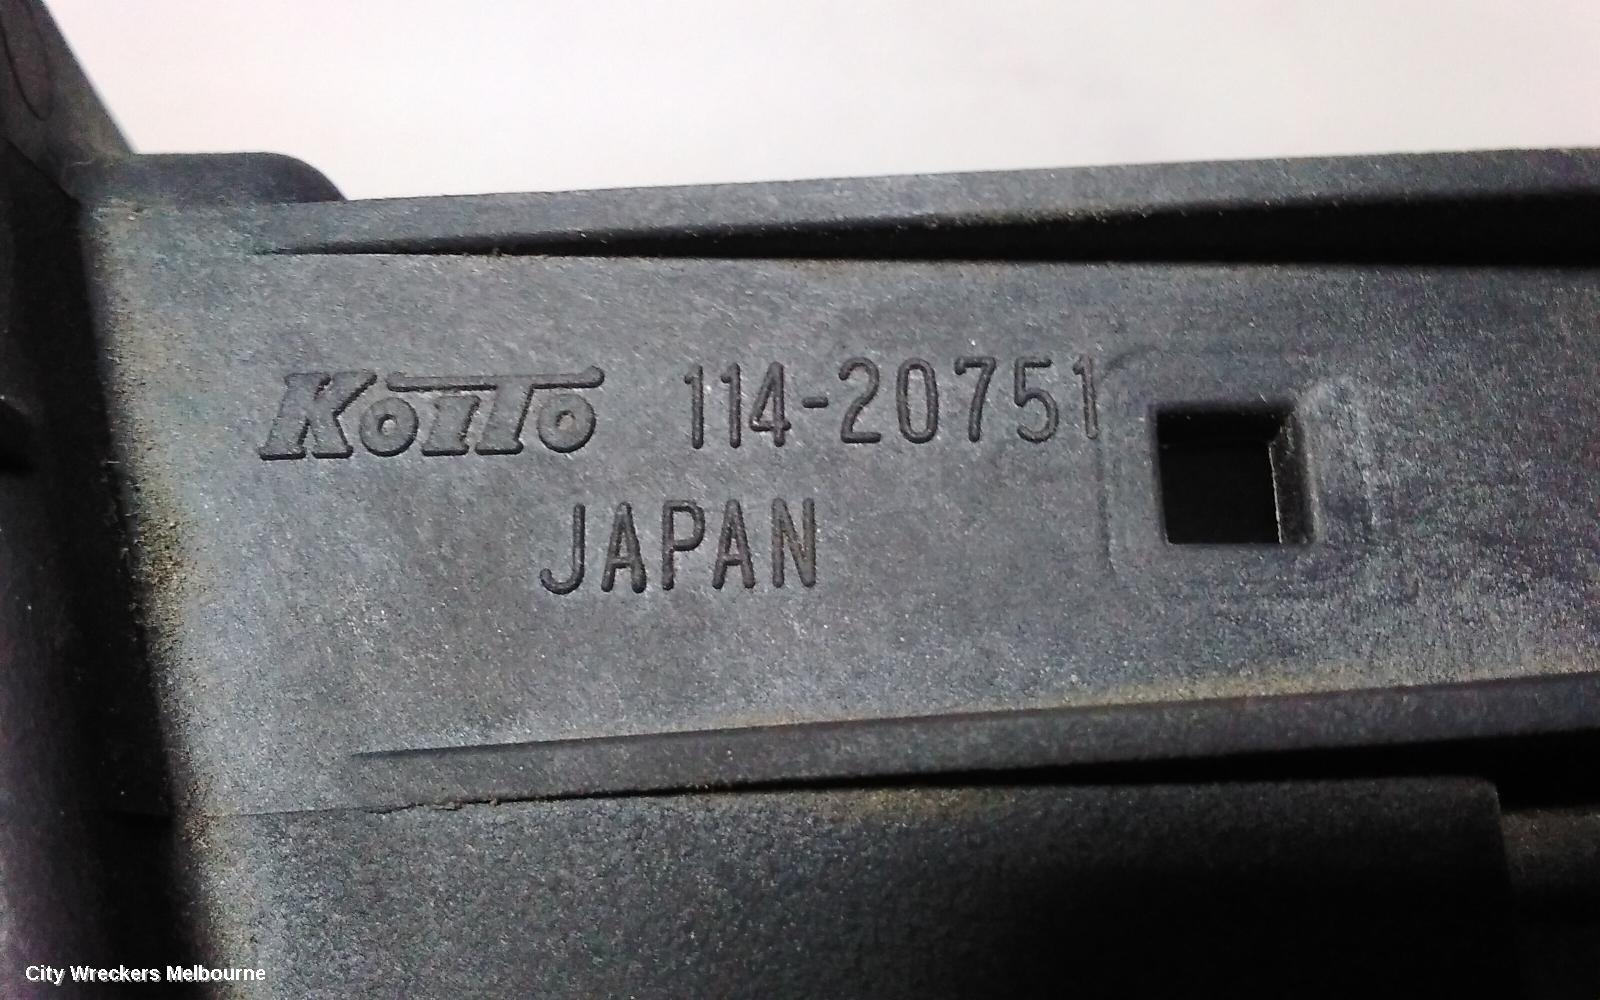 KOITO 114-20751
JAPAN
City Wreckers Melbourne